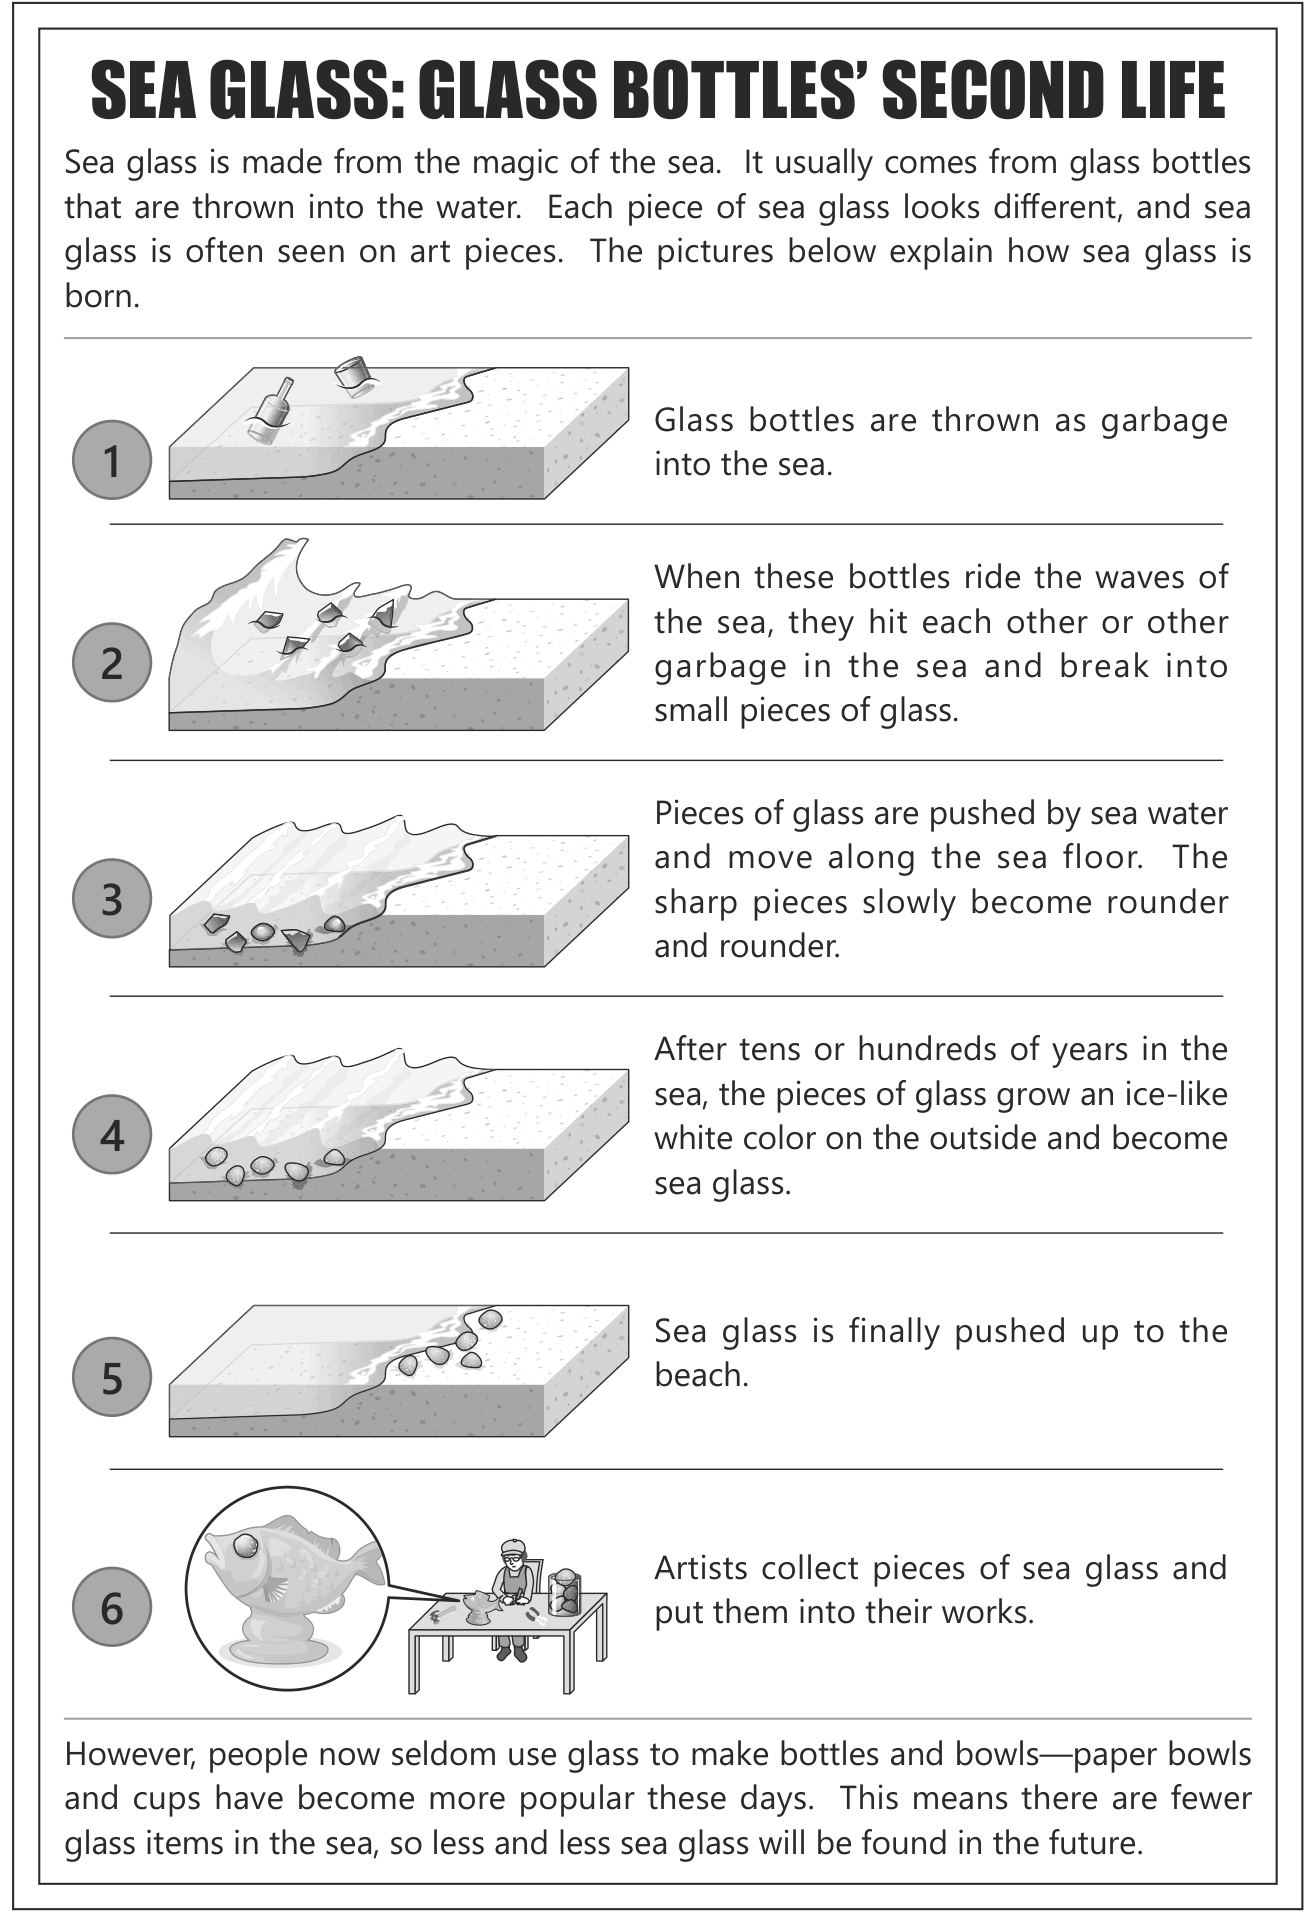 SEA GLASS: GLASS BOTTLES’ SECOND LIFE
Sea glass is made from the magic of the sea.  It usually comes from glass bottles
that are thrown into the water.  Each piece of sea glass looks different, and sea
glass is often seen on art pieces.  The pictures below explain how sea glass is
born.
1
Glass bottles are thrown as garbage
into the sea.
2
When these bottles ride the waves of
the sea, they hit each other or other
garbage in the sea and break into
small pieces of glass.
3
Pieces of glass are pushed by sea water
and move along the sea floor.  The
sharp pieces slowly become rounder
and rounder.
4
After tens or hundreds of years in the
sea, the pieces of glass grow an ice-like
white color on the outside and become
sea glass.
5
Sea glass is finally pushed up to the
beach.
6
Artists collect pieces of sea glass and
put them into their works.
However, people now seldom use glass to make bottles and bowls—paper bowls
and cups have become more popular these days.  This means there are fewer
glass items in the sea, so less and less sea glass will be found in the future.